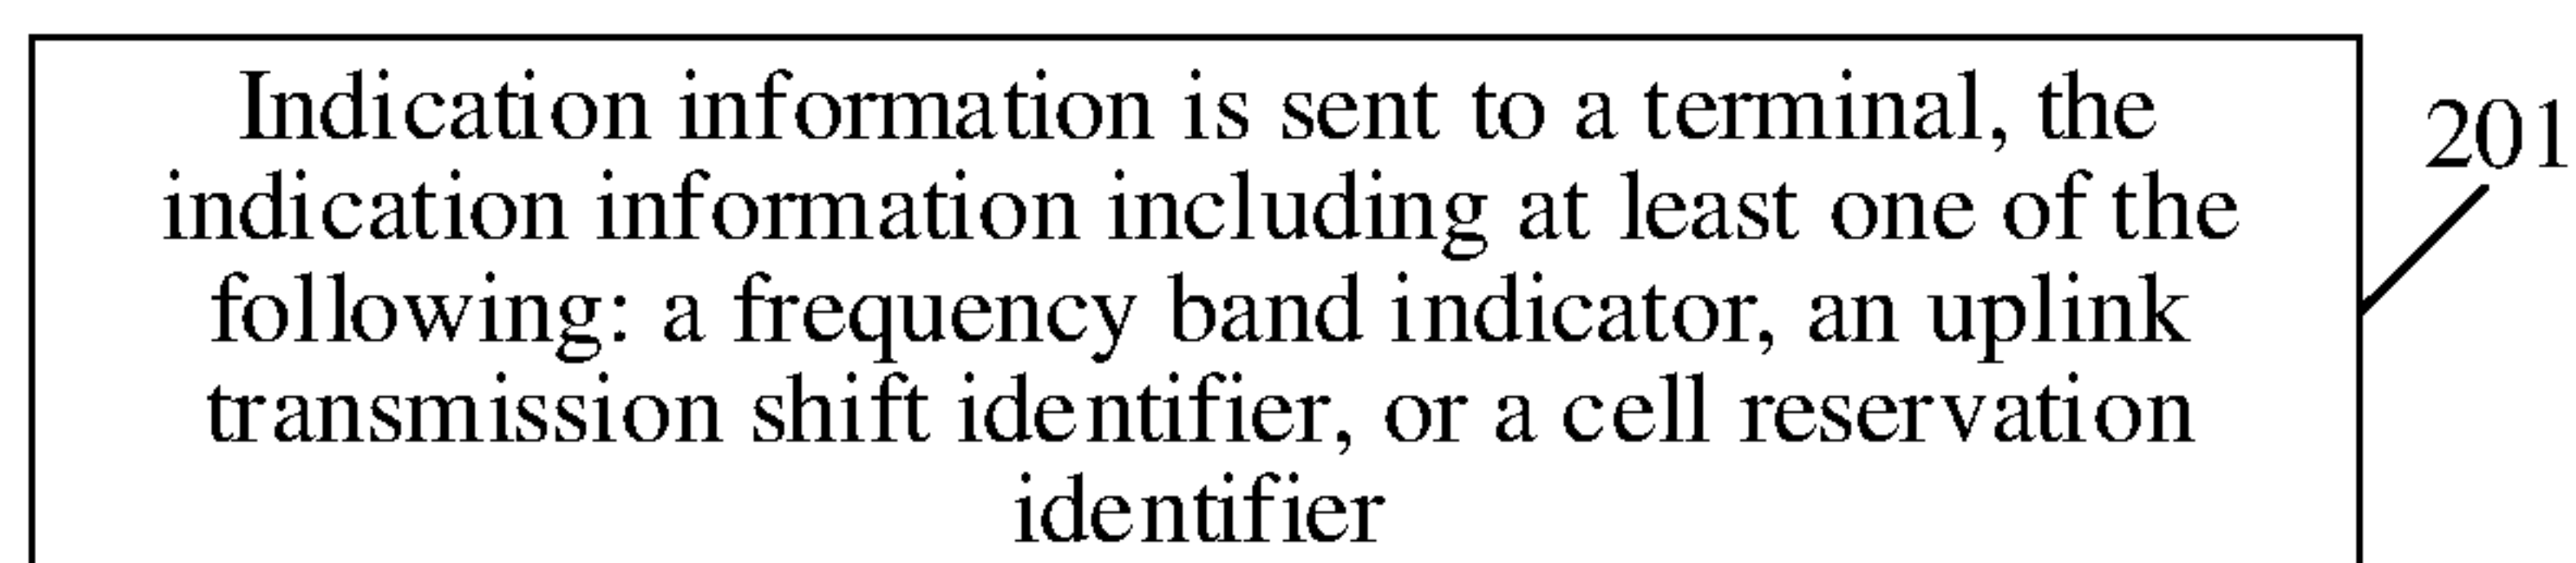 Indication information is sent to a terminal, the
indication information including at least one of the
following: a frequency band indicator, an uplink
transmission shift identifier, or a cell reservation
identifier
201